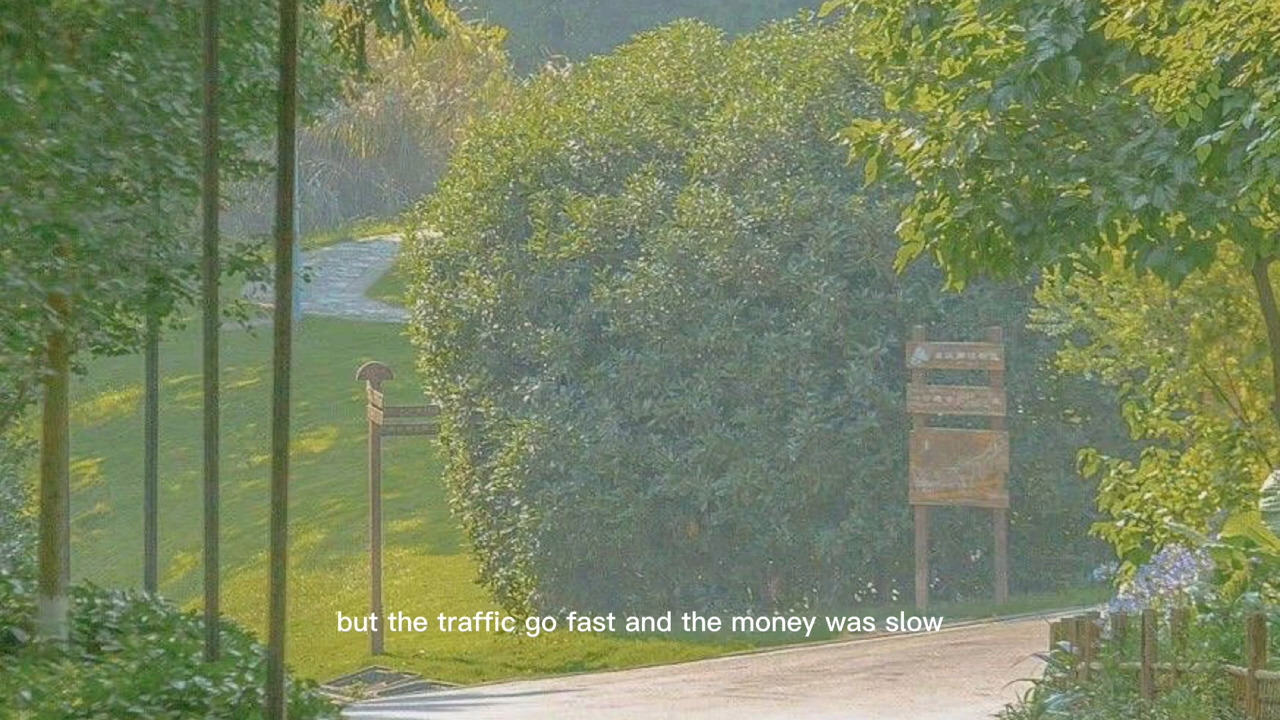 but the traffic go fast and the money was slow